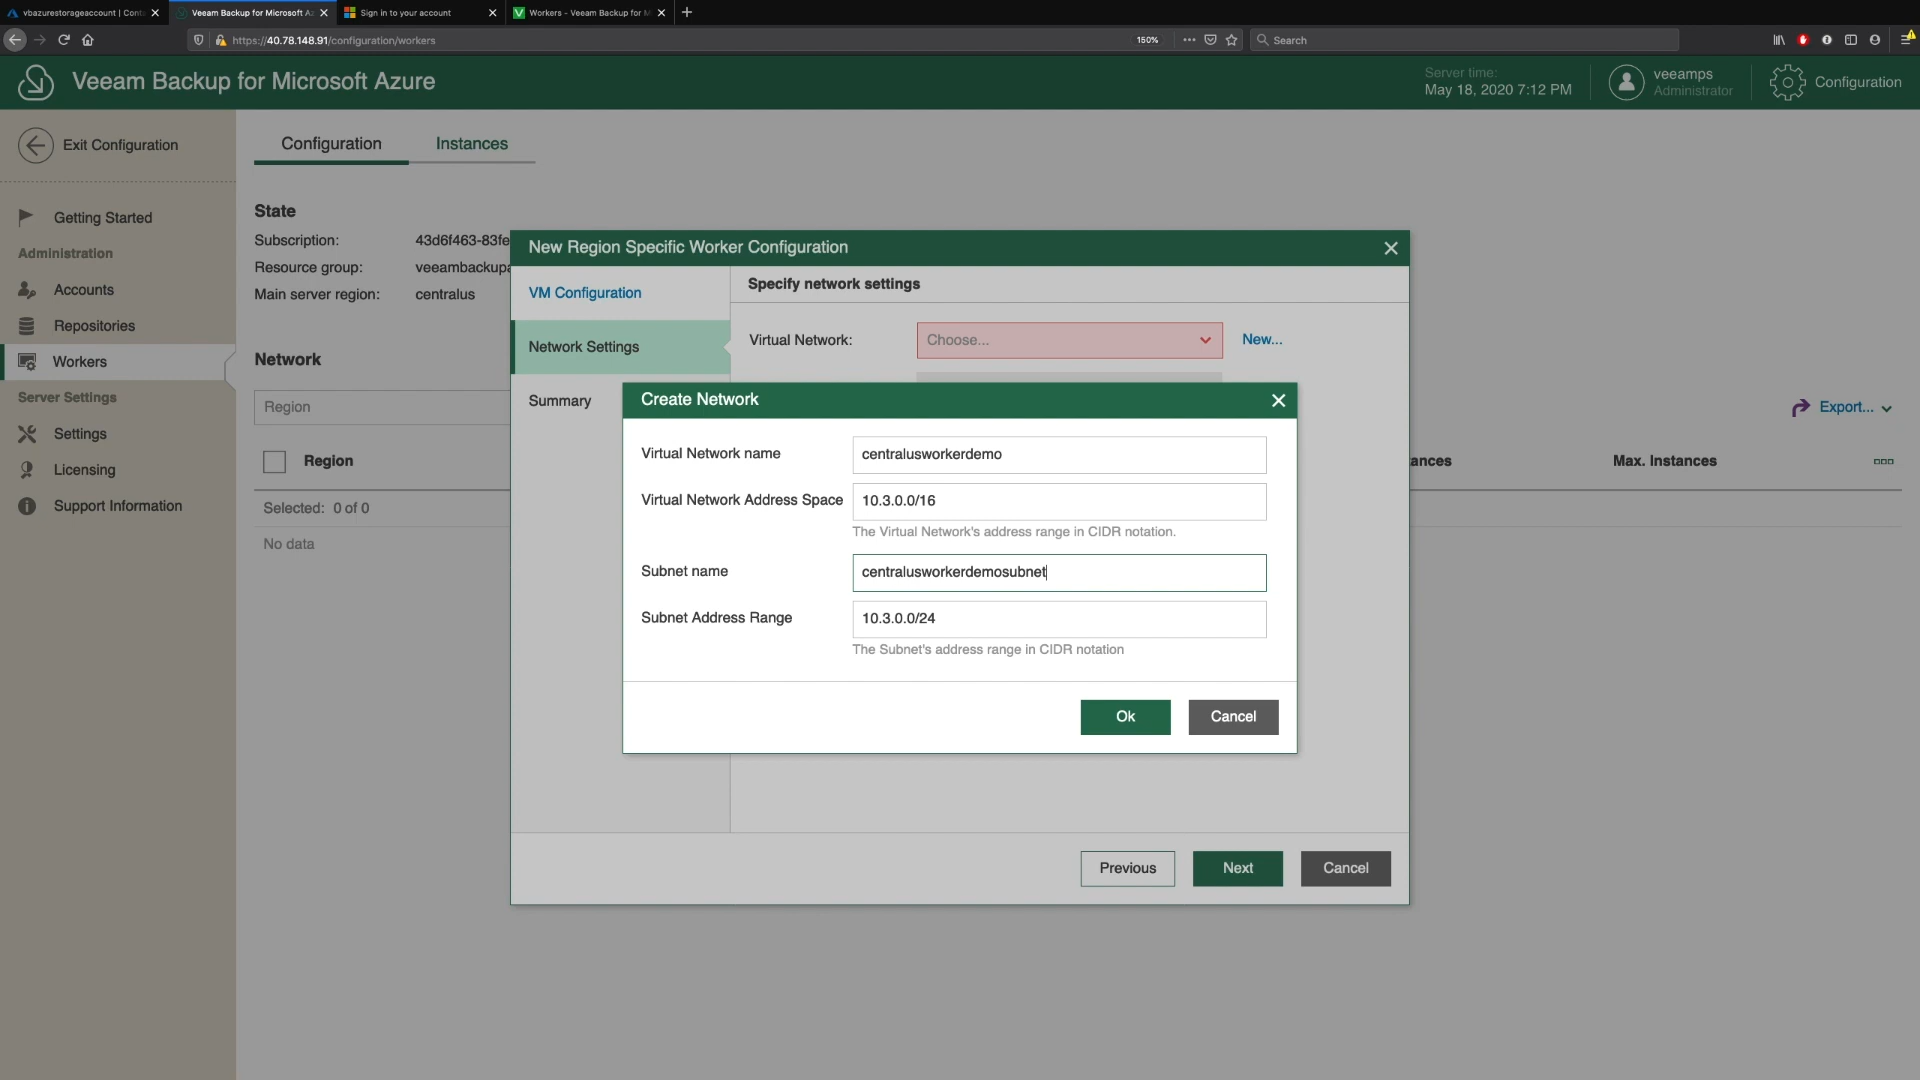 vbazurestorageaccount | Cont
Veeam Backup for Microsoft Az
Sign in to your account
Workers - Veeam Backup for M
https://40.78.148.91/configuration/workers
150%
Search
Veeam Backup for Microsoft Azure
Server time:
May 18, 2020 7:12 PM
veeamps
Administrator
Configuration
Exit Configuration
Configuration
Instances
Getting Started
Administration
Accounts
Repositories
Workers
Server Settings
Settings
Licensing
Support Information
State
Subscription: 43d6f463-83fe
Resource group: veeambackupa
Main server region: centralus
Network
Region
Export...
Region
ances
Max. Instances
Selected: 0 of 0
No data
New Region Specific Worker Configuration
VM Configuration
Network Settings
Summary
Specify network settings
Virtual Network: Choose... New...
Create Network
Virtual Network name centralusworkerdemo
Virtual Network Address Space 10.3.0.0/16
The Virtual Network's address range in CIDR notation.
Subnet name centralusworkerdemosubnet
Subnet Address Range 10.3.0.0/24
The Subnet's address range in CIDR notation
Ok
Cancel
Previous
Next
Cancel